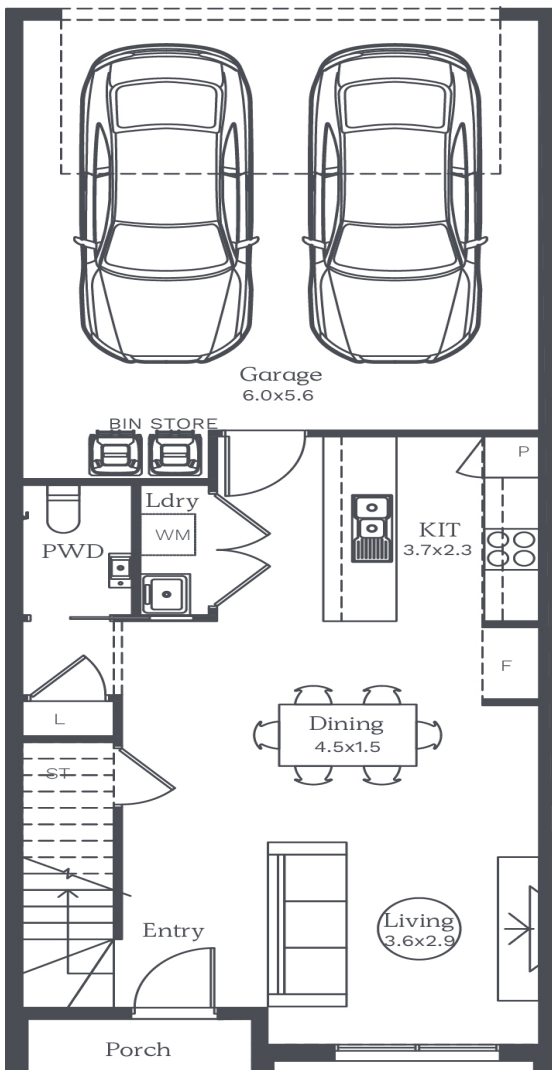 Garage
6.0x5.6
BIN STORE
P
Ldry
WM
KIT
3.7x2.3
PWD
F
L
Dining
4.5x1.5
ST
Living
3.6x2.9
Entry
Porch